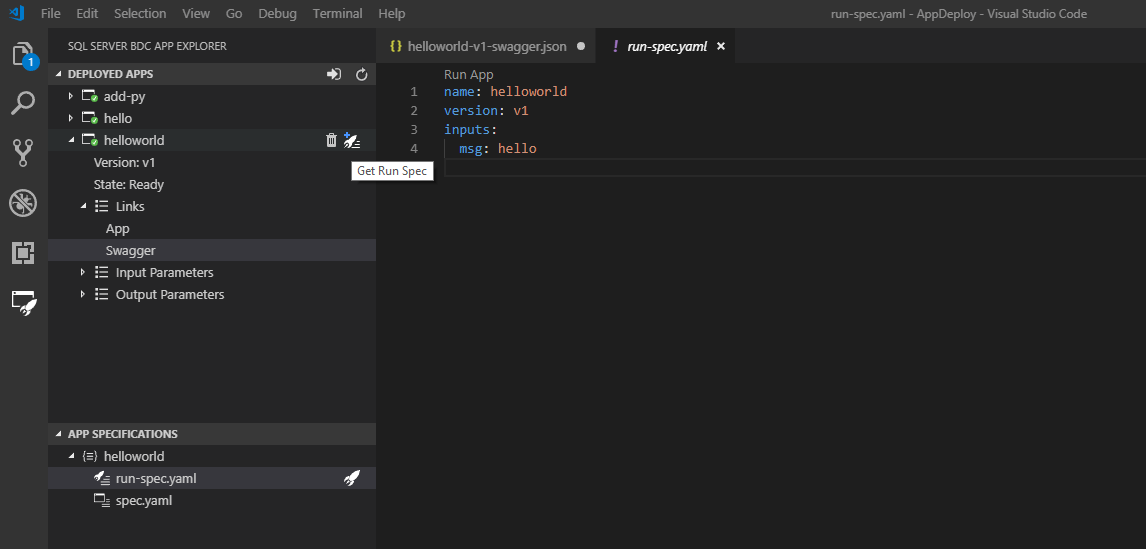 File Edit Selection View Go Debug Terminal Help run-spec.yaml - AppDeploy - Visual Studio Code
1
SQL SERVER BDC APP EXPLORER
DEPLOYED APPS
add-py
hello
helloworld
Get Run Spec
Version: v1
State: Ready
Links
App
Swagger
Input Parameters
Output Parameters
APP SPECIFICATIONS
helloworld
run-spec.yaml
spec.yaml
{} helloworld-v1-swagger.json ! run-spec.yaml ×
Run App
1 name: helloworld
2 version: v1
3 inputs:
4 msg: hello